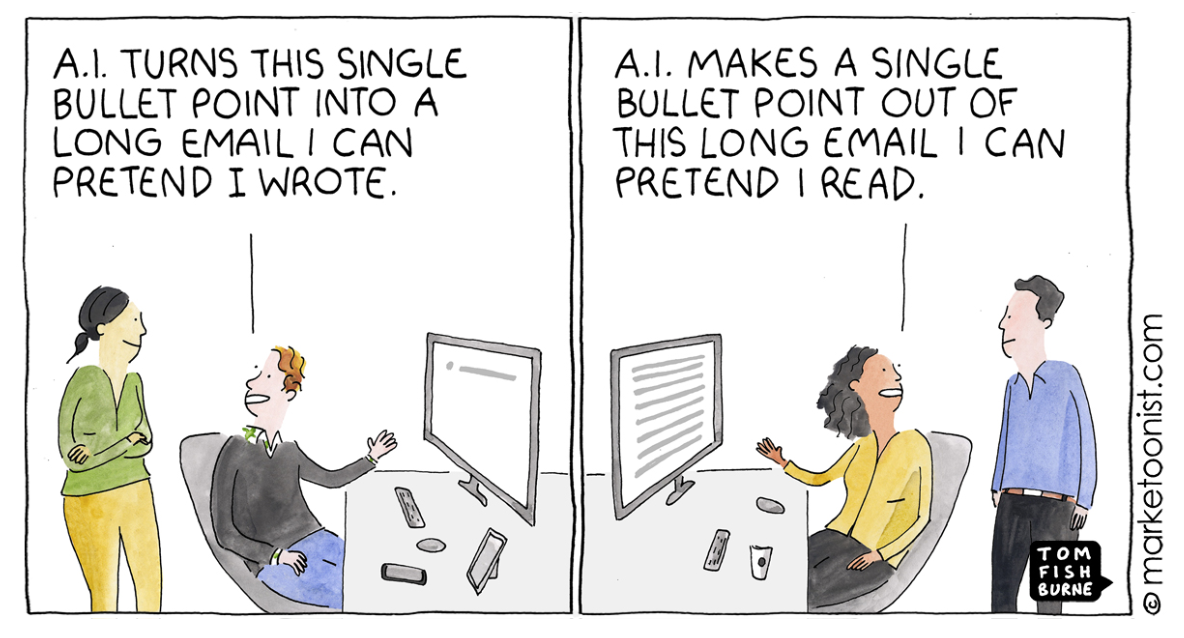 A.I. TURNS THIS SINGLE
BULLET POINT INTO A
LONG EMAIL I CAN
PRETEND I WROTE.
A.I. MAKES A SINGLE
BULLET POINT OUT OF
THIS LONG EMAIL I CAN
PRETEND I READ.
TOM
FISH
BURNE
© marketoonist.com